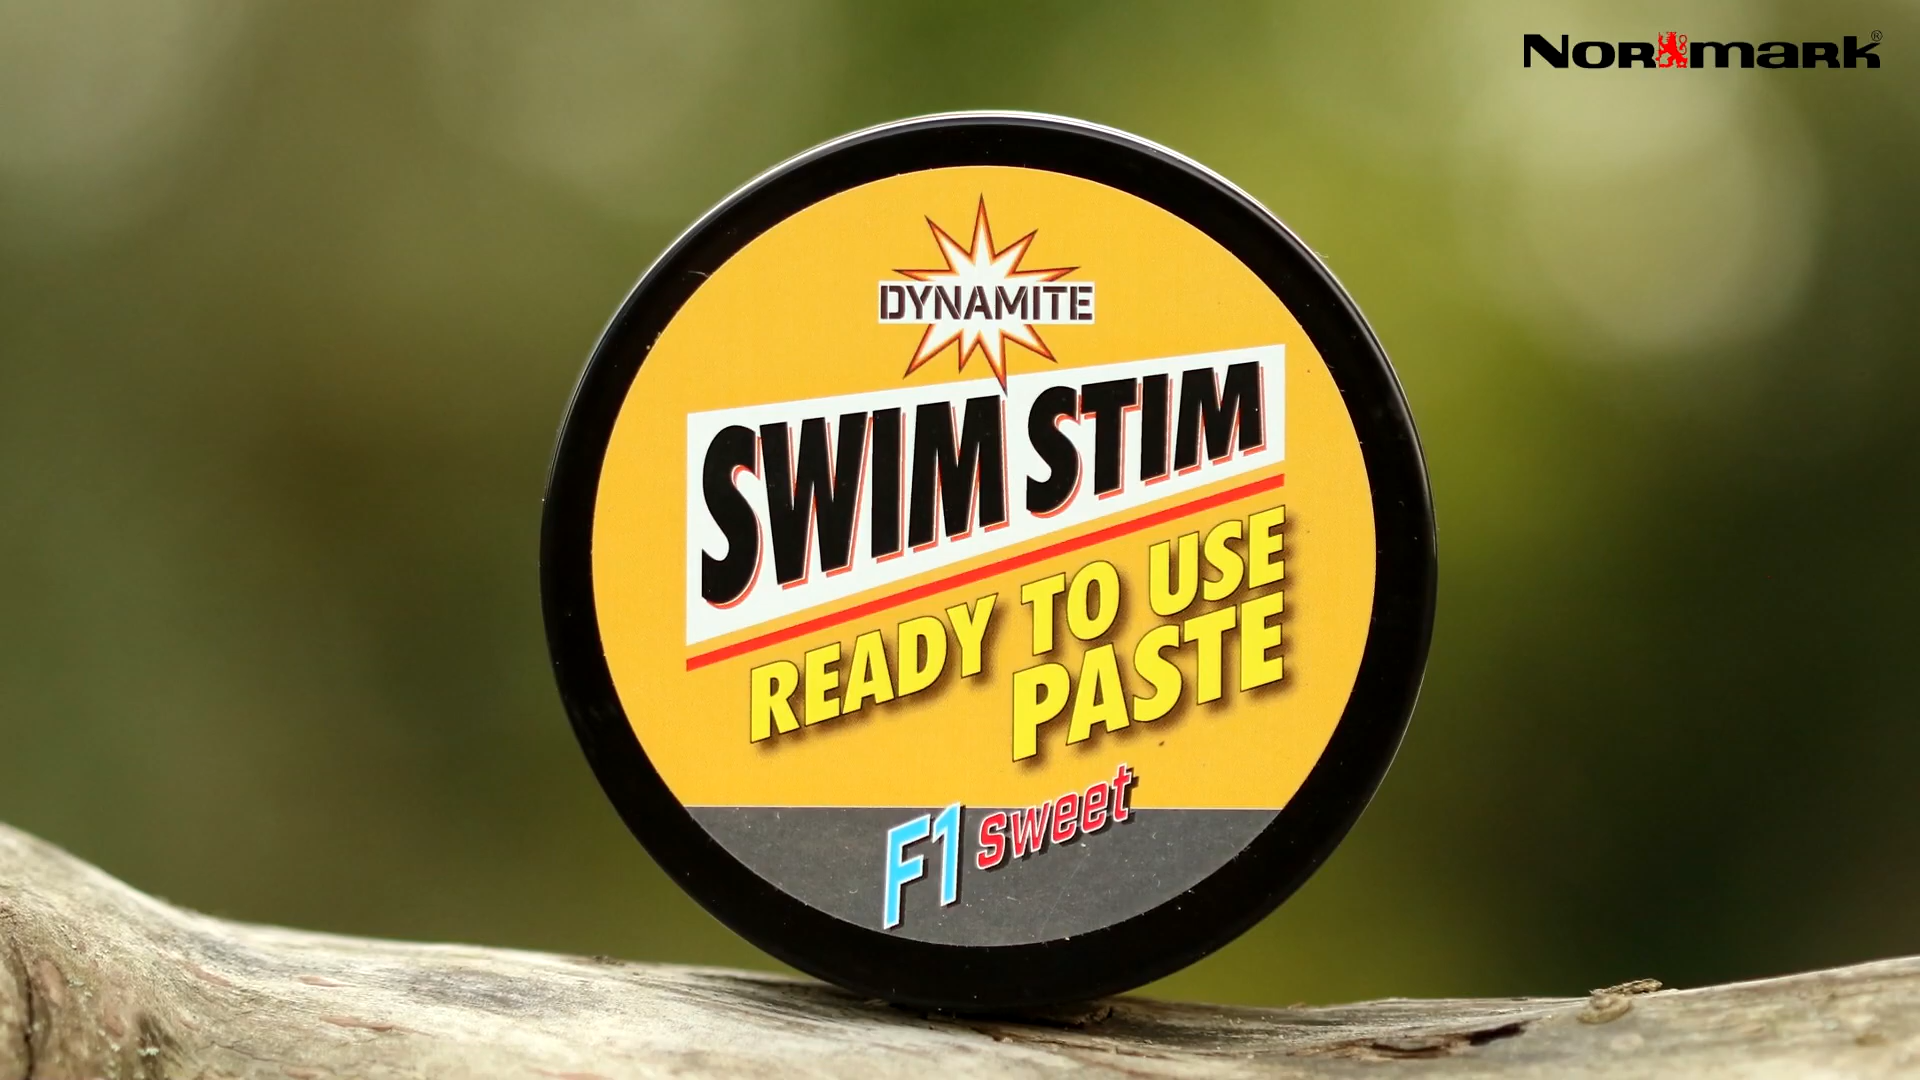 Normark®
DYNAMITE
SWIM STIM
READY TO USE
PASTE
F1 sweet